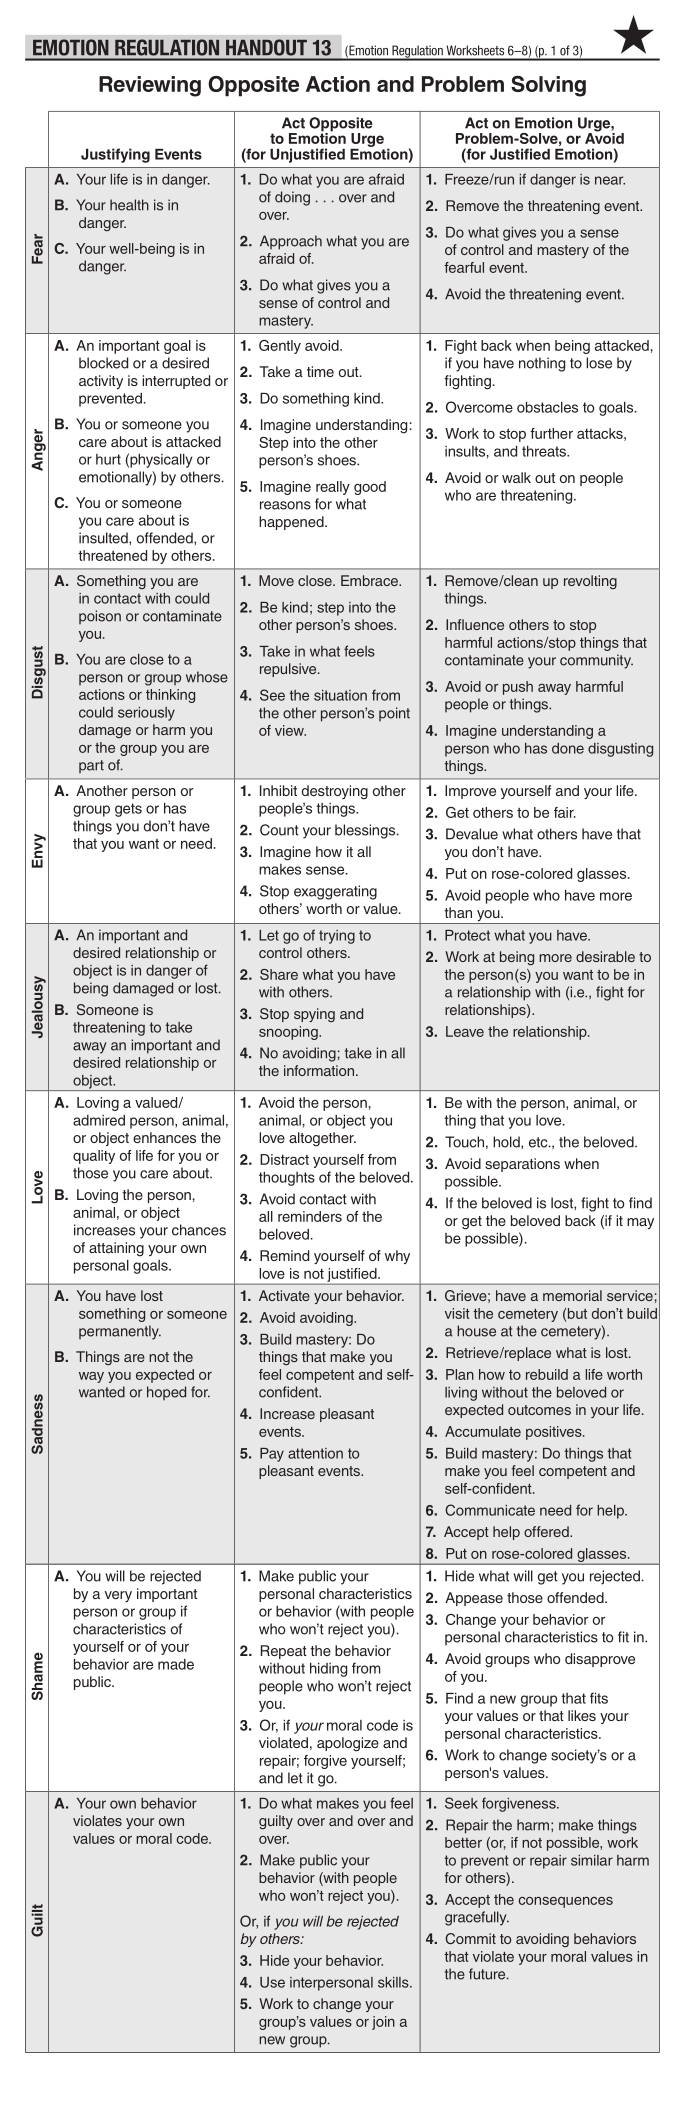 EMOTION REGULATION HANDOUT 13 (Emotion Regulation Worksheets 6–8) (p. 1 of 3)
Reviewing Opposite Action and Problem Solving
Justifying Events
Act Opposite
to Emotion Urge
(for Unjustified Emotion)
Act on Emotion Urge,
Problem-Solve, or Avoid
(for Justified Emotion)
Fear
A. Your life is in danger.
B. Your health is in
danger.
C. Your well-being is in
danger.
1. Do what you are afraid
of doing . . . over and
over.
2. Approach what you are
afraid of.
3. Do what gives you a
sense of control and
mastery.
1. Freeze/run if danger is near.
2. Remove the threatening event.
3. Do what gives you a sense
of control and mastery of the
fearful event.
4. Avoid the threatening event.
Anger
A. An important goal is
blocked or a desired
activity is interrupted or
prevented.
B. You or someone you
care about is attacked
or hurt (physically or
emotionally) by others.
C. You or someone
you care about is
insulted, offended, or
threatened by others.
1. Gently avoid.
2. Take a time out.
3. Do something kind.
4. Imagine understanding:
Step into the other
person's shoes.
5. Imagine really good
reasons for what
happened.
1. Fight back when being attacked,
if you have nothing to lose by
fighting.
2. Overcome obstacles to goals.
3. Work to stop further attacks,
insults, and threats.
4. Avoid or walk out on people
who are threatening.
Disgust
A. Something you are
in contact with could
poison or contaminate
you.
B. You are close to a
person or group whose
actions or thinking
could seriously
damage or harm you
or the group you are
part of.
1. Move close. Embrace.
2. Be kind; step into the
other person's shoes.
3. Take in what feels
repulsive.
4. See the situation from
the other person's point
of view.
1. Remove/clean up revolting
things.
2. Influence others to stop
harmful actions/stop things that
contaminate your community.
3. Avoid or push away harmful
people or things.
4. Imagine understanding a
person who has done disgusting
things.
Envy
A. Another person or
group gets or has
things you don't have
that you want or need.
1. Inhibit destroying other
people's things.
2. Count your blessings.
3. Imagine how it all
makes sense.
4. Stop exaggerating
others' worth or value.
1. Improve yourself and your life.
2. Get others to be fair.
3. Devalue what others have that
you don't have.
4. Put on rose-colored glasses.
5. Avoid people who have more
than you.
Jealousy
A. An important and
desired relationship or
object is in danger of
being damaged or lost.
B. Someone is
threatening to take
away an important and
desired relationship or
object.
1. Let go of trying to
control others.
2. Share what you have
with others.
3. Stop spying and
snooping.
4. No avoiding; take in all
the information.
1. Protect what you have.
2. Work at being more desirable to
the person(s) you want to be in
a relationship with (i.e., fight for
relationships).
3. Leave the relationship.
Love
A. Loving a valued/
admired person, animal,
or object enhances the
quality of life for you or
those you care about.
B. Loving the person,
animal, or object
increases your chances
of attaining your own
personal goals.
1. Avoid the person,
animal, or object you
love altogether.
2. Distract yourself from
thoughts of the beloved.
3. Avoid contact with
all reminders of the
beloved.
4. Remind yourself of why
love is not justified.
1. Be with the person, animal, or
thing that you love.
2. Touch, hold, etc., the beloved.
3. Avoid separations when
possible.
4. If the beloved is lost, fight to find
or get the beloved back (if it may
be possible).
Sadness
A. You have lost
something or someone
permanently.
B. Things are not the
way you expected or
wanted or hoped for.
1. Activate your behavior.
2. Avoid avoiding.
3. Build mastery: Do
things that make you
feel competent and self-
confident.
4. Increase pleasant
events.
5. Pay attention to
pleasant events.
1. Grieve; have a memorial service;
visit the cemetery (but don't build
a house at the cemetery).
2. Retrieve/replace what is lost.
3. Plan how to rebuild a life worth
living without the beloved or
expected outcomes in your life.
4. Accumulate positives.
5. Build mastery: Do things that
make you feel competent and
self-confident.
6. Communicate need for help.
7. Accept help offered.
8. Put on rose-colored glasses.
Shame
A. You will be rejected
by a very important
person or group if
characteristics of
yourself or of your
behavior are made
public.
1. Make public your
personal characteristics
or behavior (with people
who won't reject you).
2. Repeat the behavior
without hiding from
people who won't reject
you.
3. Or, if your moral code is
violated, apologize and
repair; forgive yourself;
and let it go.
1. Hide what will get you rejected.
2. Appease those offended.
3. Change your behavior or
personal characteristics to fit in.
4. Avoid groups who disapprove
of you.
5. Find a new group that fits
your values or that likes your
personal characteristics.
6. Work to change society's or a
person's values.
Guilt
A. Your own behavior
violates your own
values or moral code.
1. Do what makes you feel
guilty over and over and
over.
2. Make public your
behavior (with people
who won't reject you).
Or, if you will be rejected
by others:
3. Hide your behavior.
4. Use interpersonal skills.
5. Work to change your
group's values or join a
new group.
1. Seek forgiveness.
2. Repair the harm; make things
better (or, if not possible, work
to prevent or repair similar harm
for others).
3. Accept the consequences
gracefully.
4. Commit to avoiding behaviors
that violate your moral values in
the future.